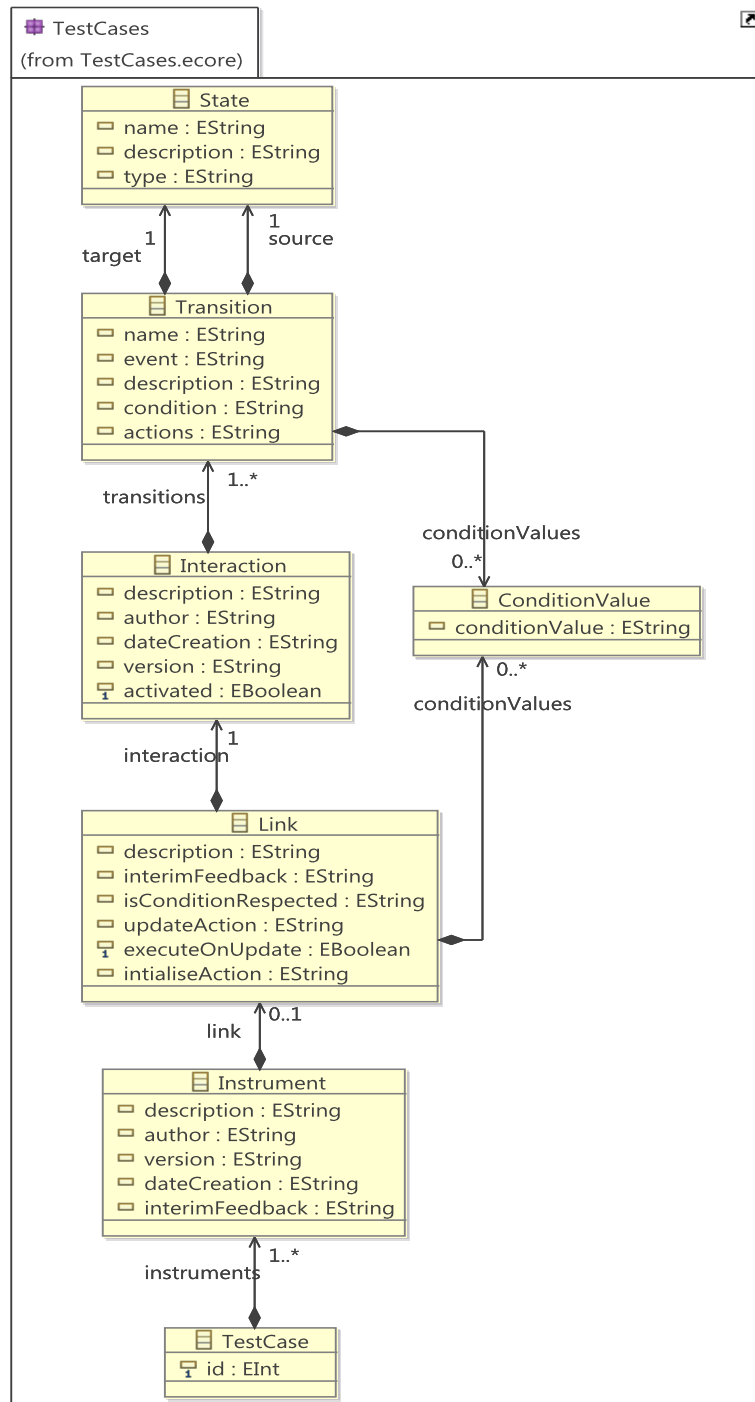 TestCases
(from TestCases.ecore)
State
name : EString
description : EString
type : EString
1
target
1
source
Transition
name : EString
event : EString
description : EString
condition : EString
actions : EString
1..*
transitions
conditionValues
0..*
Interaction
description : EString
author : EString
dateCreation : EString
version : EString
1
activated : EBoolean
ConditionValue
conditionValue : EString
0..*
conditionValues
1
interaction
Link
description : EString
interimFeedback : EString
isConditionRespected : EString
updateAction : EString
1
executeOnUpdate : EBoolean
intialiseAction : EString
0..1
link
Instrument
description : EString
author : EString
version : EString
dateCreation : EString
interimFeedback : EString
1..*
instruments
TestCase
1
id : EInt